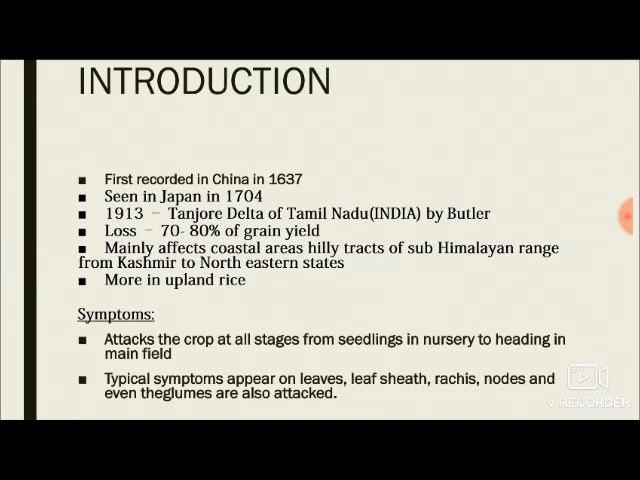 INTRODUCTION
■ First recorded in China in 1637
■ Seen in Japan in 1704
■ 1913 – Tanjore Delta of Tamil Nadu(INDIA) by Butler
■ Loss – 70- 80% of grain yield
■ Mainly affects coastal areas hilly tracts of sub Himalayan range
from Kashmir to North eastern states
■ More in upland rice
Symptoms:
■ Attacks the crop at all stages from seedlings in nursery to heading in
main field
■ Typical symptoms appear on leaves, leaf sheath, rachis, nodes and
even theglumes are also attacked.
V RECORDER